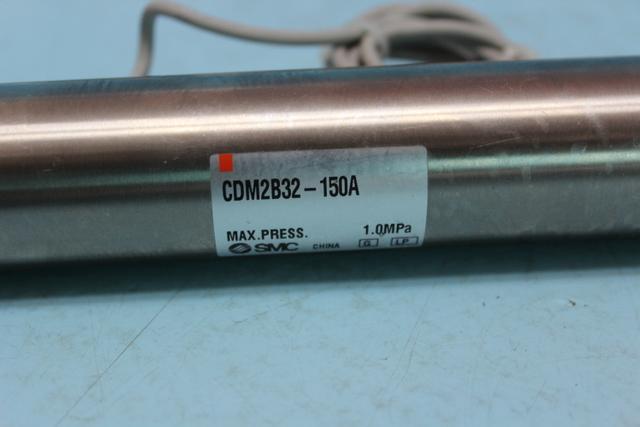 CDM2B32-150A
MAX.PRESS. 1.0MPa
SMC CHINA G LP